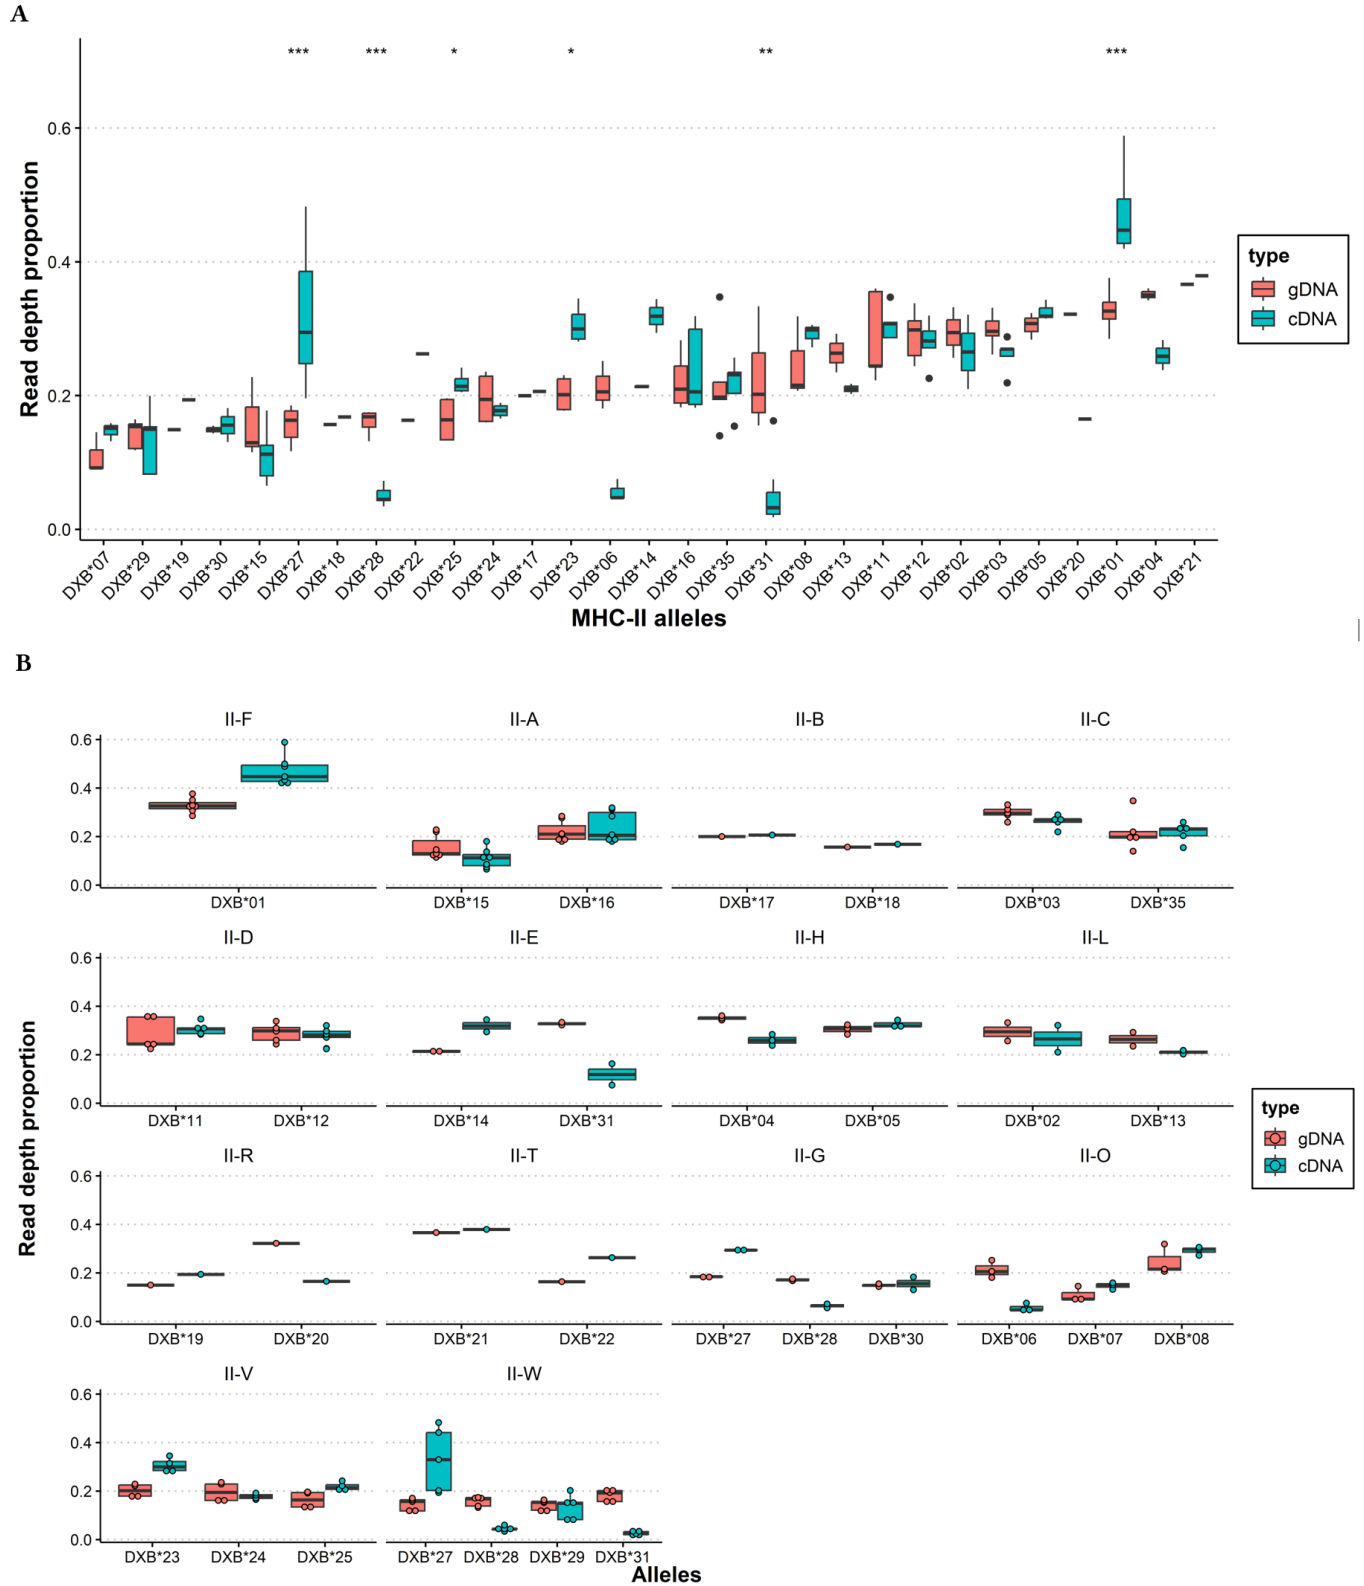 A
*** *** * * ** ***
Read depth proportion
0.6
0.4
0.2
0.0
type
gDNA
cDNA
DXB*07 DXB*29 DXB*19 DXB*30 DXB*15 DXB*27 DXB*18 DXB*28 DXB*22 DXB*25 DXB*24 DXB*17 DXB*23 DXB*06 DXB*14 DXB*16 DXB*35 DXB*31 DXB*08 DXB*13 DXB*11 DXB*12 DXB*02 DXB*03 DXB*05 DXB*20 DXB*01 DXB*04 DXB*21
MHC-II alleles
B
Read depth proportion
II-F II-A II-B II-C
0.6
0.4
0.2
0.0
DXB*01 DXB*15 DXB*16 DXB*17 DXB*18 DXB*03 DXB*35
II-D II-E II-H II-L
0.6
0.4
0.2
0.0
DXB*11 DXB*12 DXB*14 DXB*31 DXB*04 DXB*05 DXB*02 DXB*13
type
gDNA
cDNA
II-R II-T II-G II-O
0.6
0.4
0.2
0.0
DXB*19 DXB*20 DXB*21 DXB*22 DXB*27 DXB*28 DXB*30 DXB*06 DXB*07 DXB*08
II-V II-W
0.6
0.4
0.2
0.0
DXB*23 DXB*24 DXB*25 DXB*27 DXB*28 DXB*29 DXB*31
Alleles